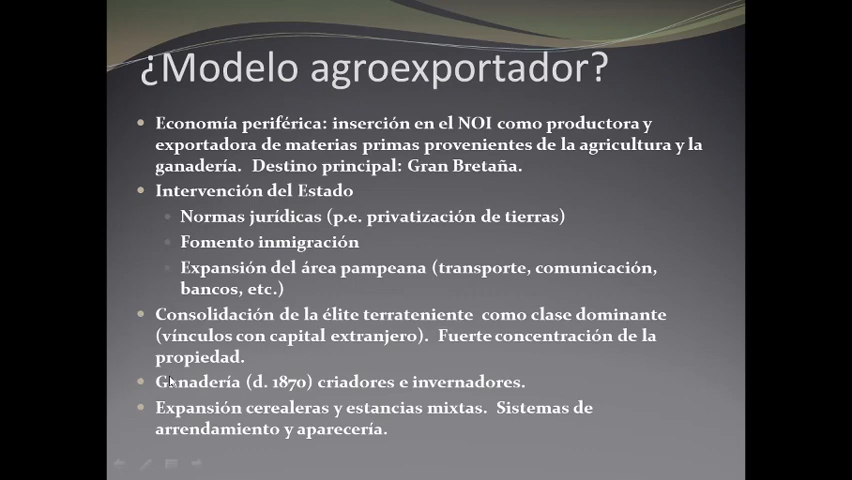 ¿Modelo agroexportador?
Economía periférica: inserción en el NOI como productora y
exportadora de materias primas provenientes de la agricultura y la
ganadería. Destino principal: Gran Bretaña.
Intervención del Estado
Normas jurídicas (p.e. privatización de tierras)
Fomento inmigración
Expansión del área pampeana (transporte, comunicación,
bancos, etc.)
Consolidación de la élite terrateniente como clase dominante
(vínculos con capital extranjero). Fuerte concentración de la
propiedad.
Ganadería (d. 1870) criadores e invernadores.
Expansión cerealeras y estancias mixtas. Sistemas de
arrendamiento y aparecería.